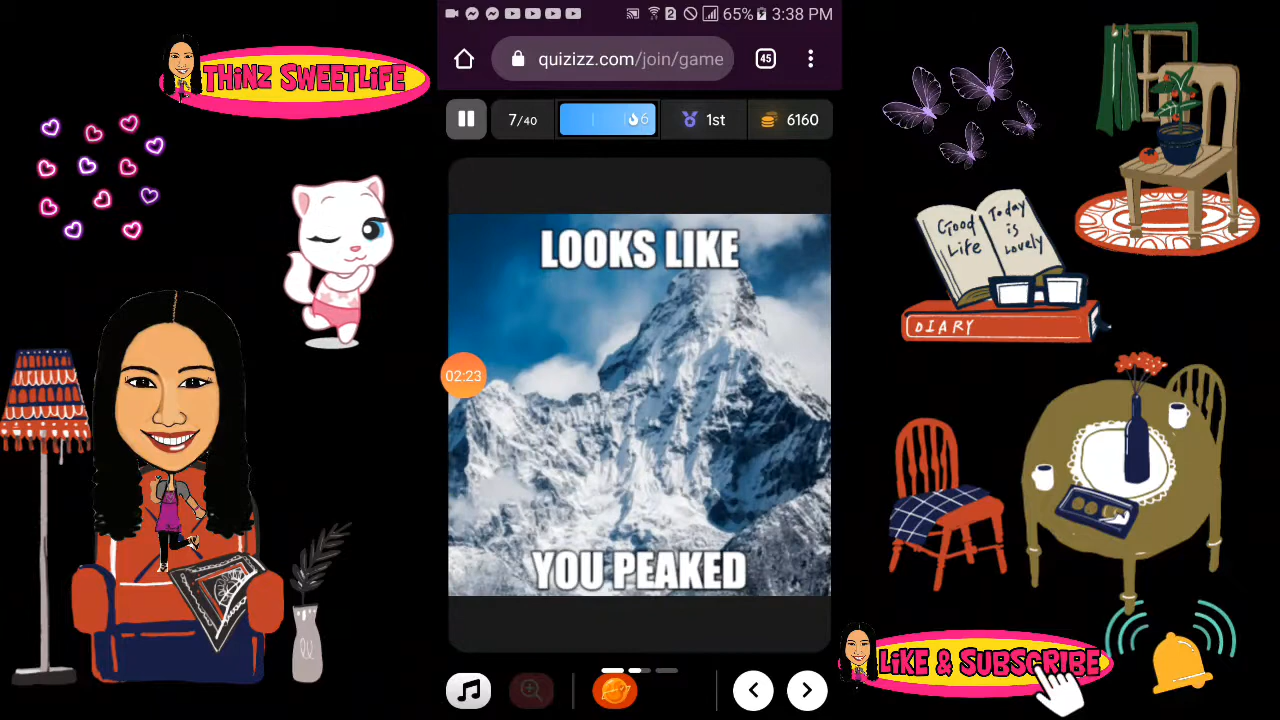 65% 3:38 PM
quizizz.com/join/game
45
7/40
6
1st
6160
LOOKS LIKE
YOU PEAKED
02:23
THiNZ SWEETLiFE
Good Life
Today is Lovely
DIARY
LiKE & SUBSCRiBE